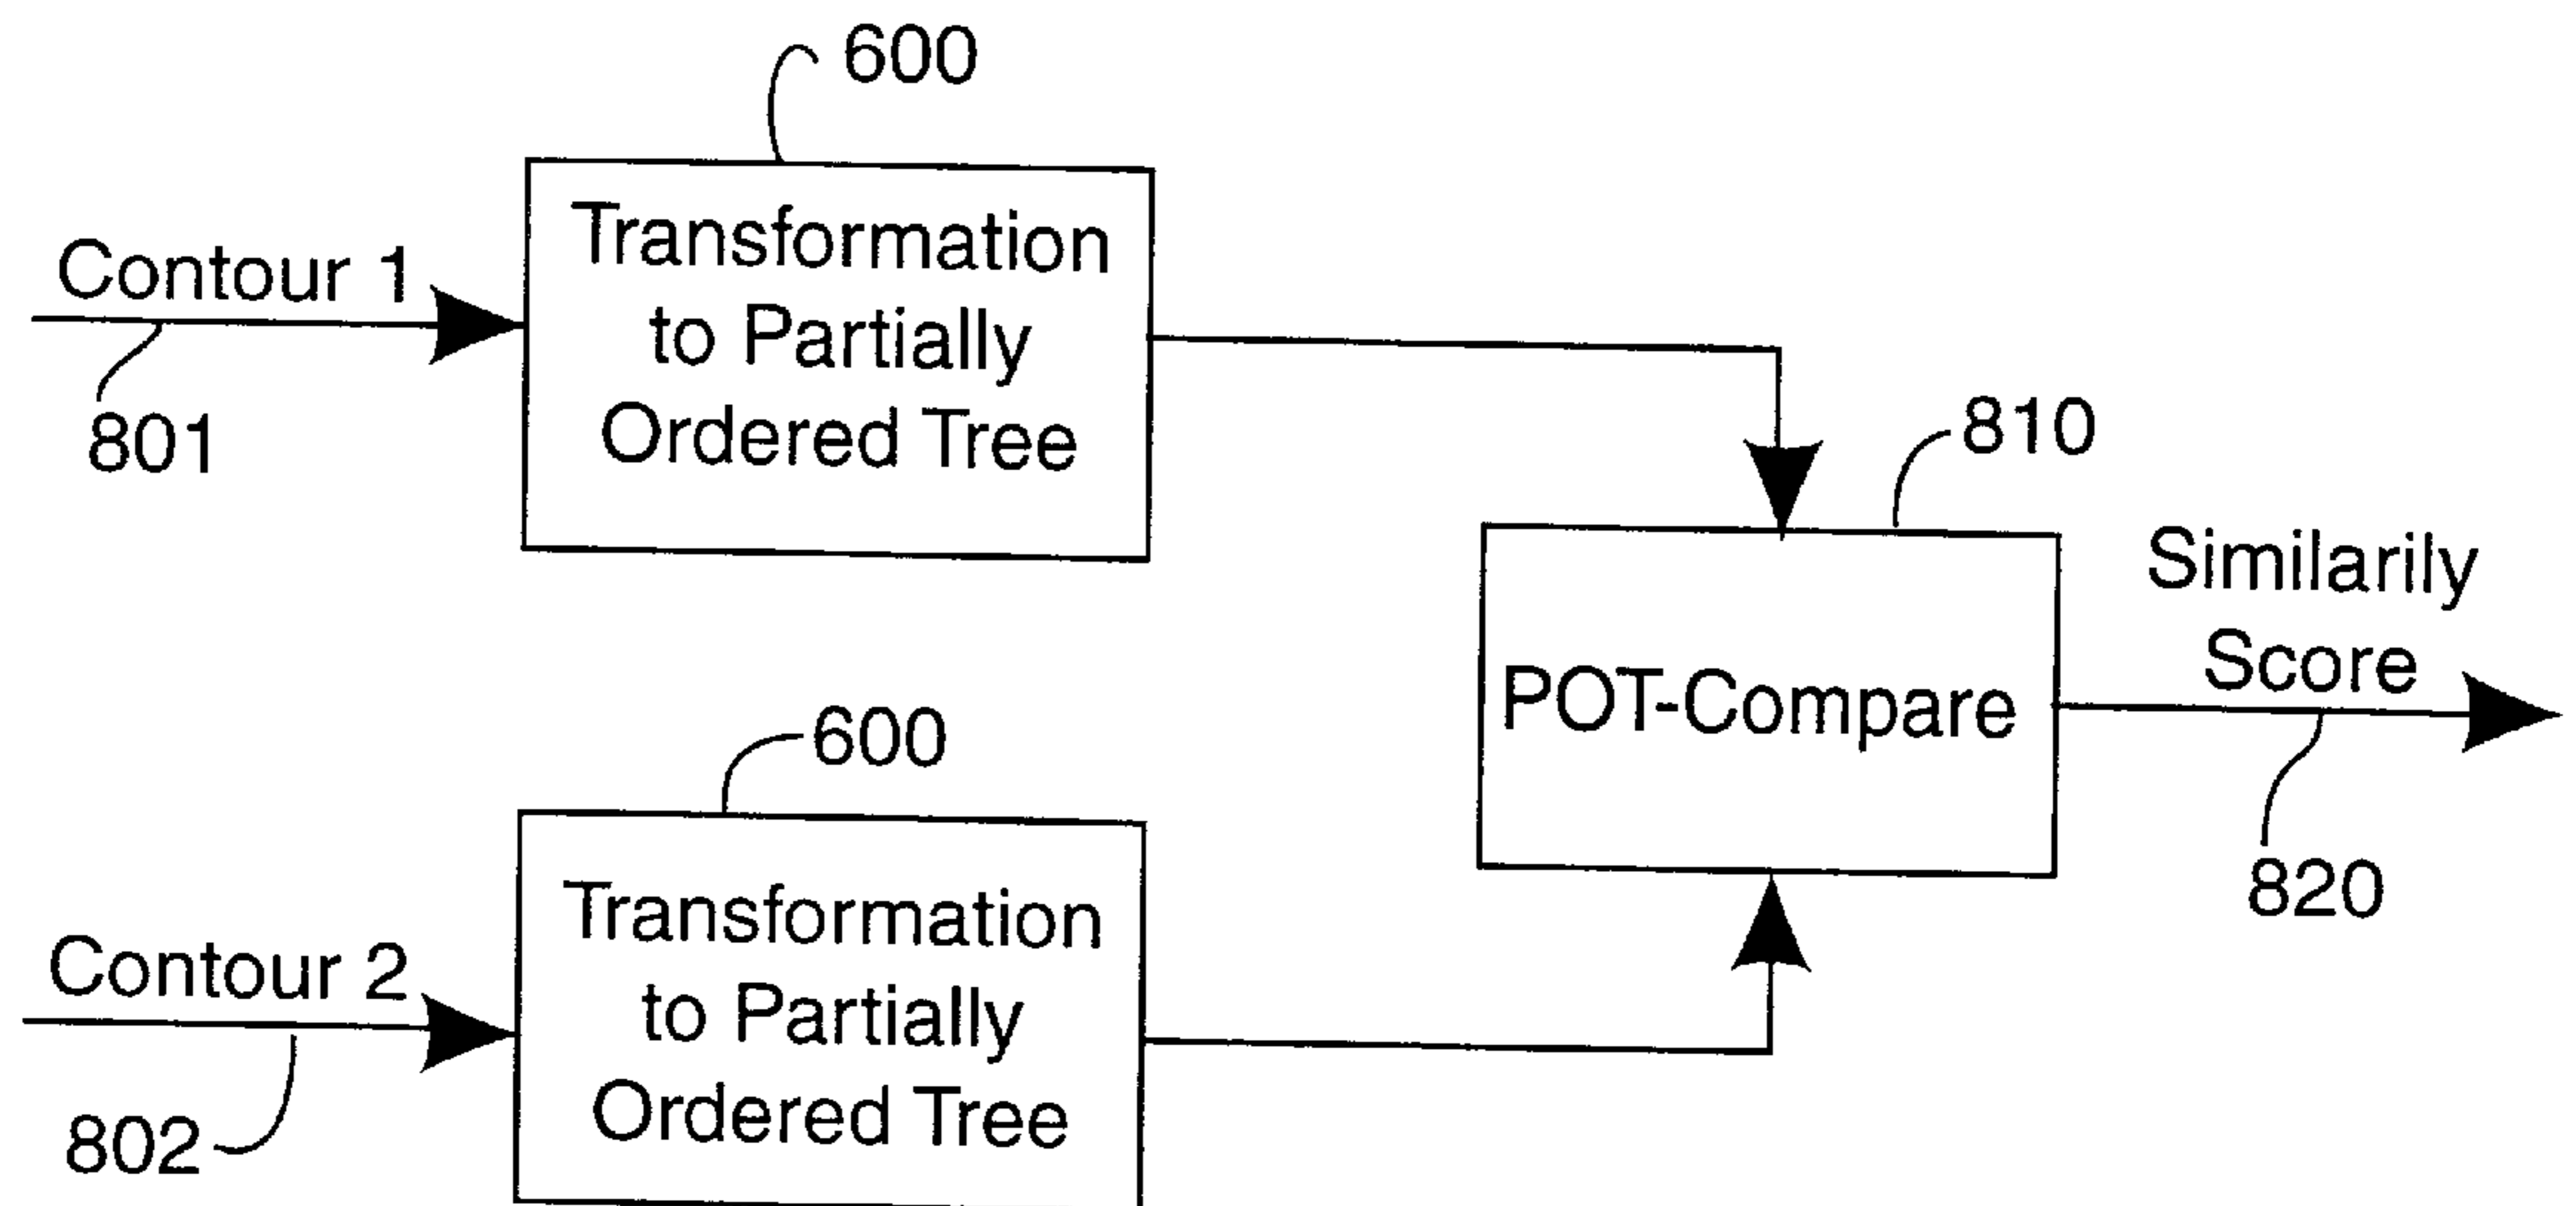 600
Transformation
to Partially
Ordered Tree
Contour 1
801
810
Similarily
Score
POT-Compare
820
600
Transformation
to Partially
Ordered Tree
Contour 2
802